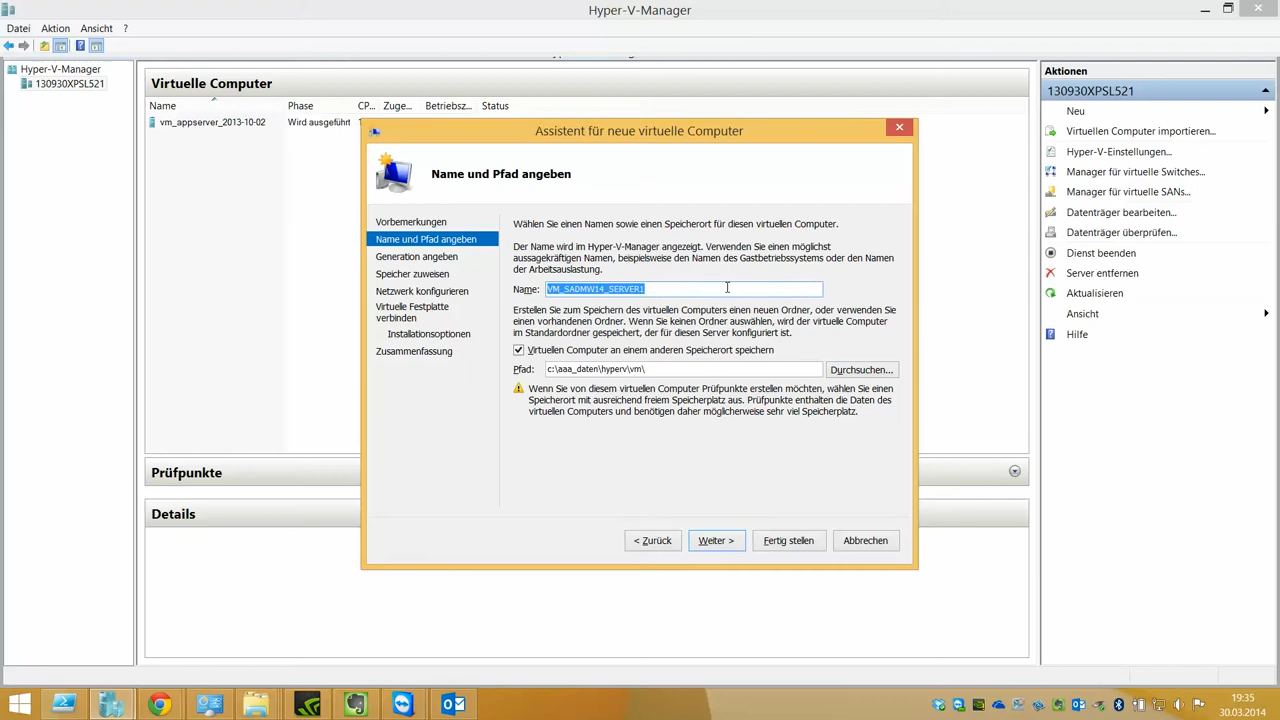 Hyper-V-Manager
Datei Aktion Ansicht ?
Hyper-V-Manager
130930XPSL521
Virtuelle Computer
Name Phase CP... Zuge... Betriebsz... Status
vm_appserver_2013-10-02 Wird ausgeführt
Assistent für neue virtuelle Computer
Name und Pfad angeben
Vorbemerkungen
Name und Pfad angeben
Generation angeben
Speicher zuweisen
Netzwerk konfigurieren
Virtuelle Festplatte
verbinden
Installationsoptionen
Zusammenfassung
Wählen Sie einen Namen sowie einen Speicherort für diesen virtuellen Computer.
Der Name wird im Hyper-V-Manager angezeigt. Verwenden Sie einen möglichst
aussagekräftigen Namen, beispielsweise den Namen des Gastbetriebssystems oder den Namen
der Arbeitsauslastung.
Name: VM_SADMW14_SERVER1
Erstellen Sie zum Speichern des virtuellen Computers einen neuen Ordner, oder verwenden Sie
einen vorhandenen Ordner. Wenn Sie keinen Ordner auswählen, wird der virtuelle Computer
im Standardordner gespeichert, der für diesen Server konfiguriert ist.
Virtuellen Computer an einem anderen Speicherort speichern
Pfad: c:\aaa_daten\hyperv\vm\ Durchsuchen...
Wenn Sie von diesem virtuellen Computer Prüfpunkte erstellen möchten, wählen Sie einen
Speicherort mit ausreichend freiem Speicherplatz aus. Prüfpunkte enthalten die Daten des
virtuellen Computers und benötigen daher möglicherweise sehr viel Speicherplatz.
< Zurück Weiter > Fertig stellen Abbrechen
Prüfpunkte
Details
Aktionen
130930XPSL521
Neu
Virtuellen Computer importieren...
Hyper-V-Einstellungen...
Manager für virtuelle Switches...
Manager für virtuelle SANs...
Datenträger bearbeiten...
Datenträger überprüfen...
Dienst beenden
Server entfernen
Aktualisieren
Ansicht
Hilfe
19:35
30.03.2014